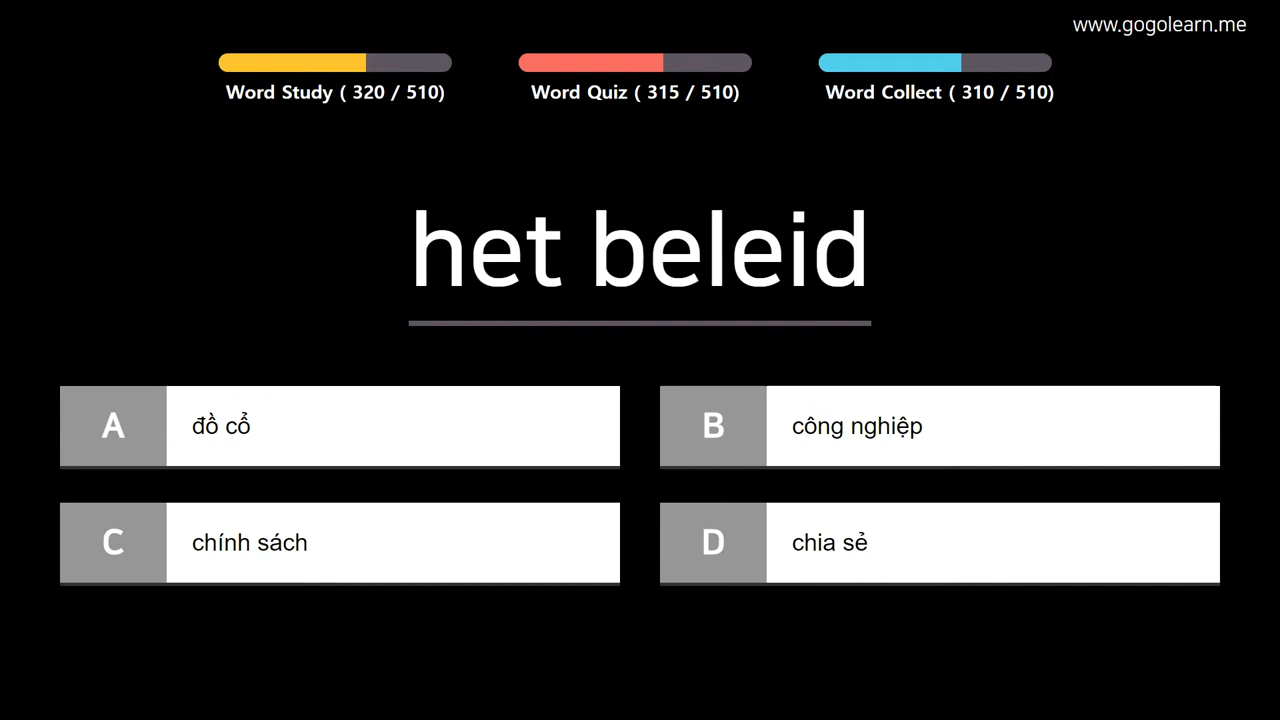 www.gogolearn.me
Word Study ( 320 / 510)
Word Quiz ( 315 / 510)
Word Collect ( 310 / 510)
het beleid
A đồ cổ
B công nghiệp
C chính sách
D chia sẻ